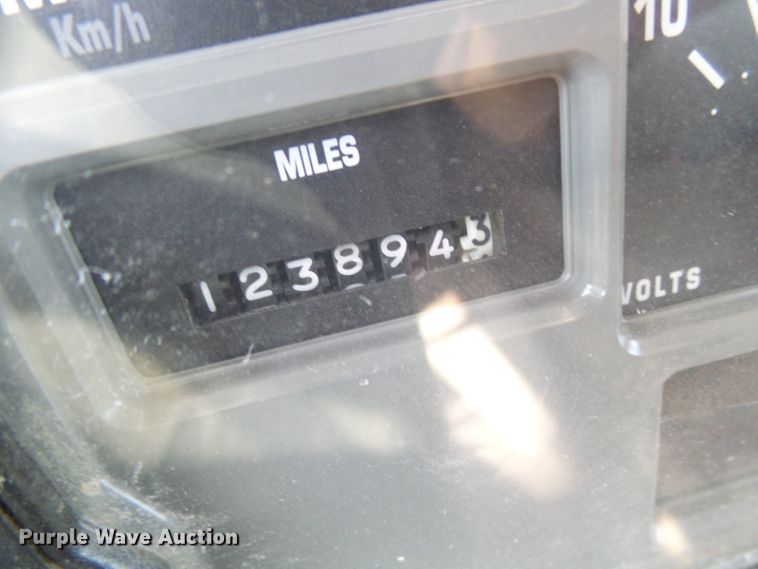 Km/h
10
MILES
1238943
VOLTS
Purple Wave Auction